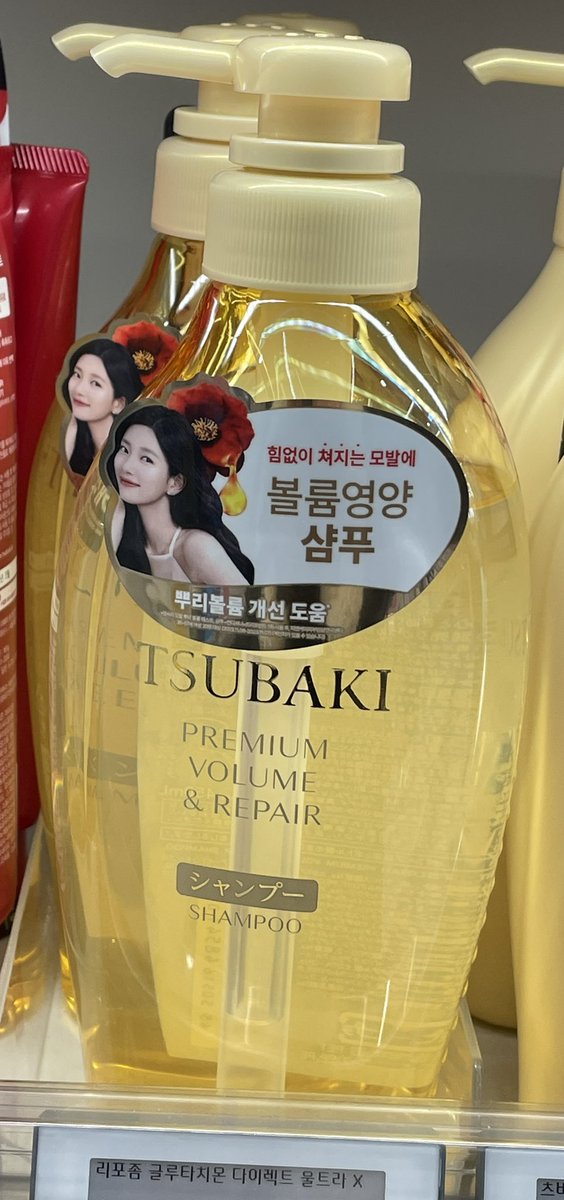 힘없이 쳐지는 모발에
볼륨영양
샴푸
뿌리볼륨 개선 도움*
TSUBAKI
PREMIUM
VOLUME
& REPAIR
シャンプー
SHAMPOO
리포좀 글루타치온 다이렉트 울트라 X
츠바